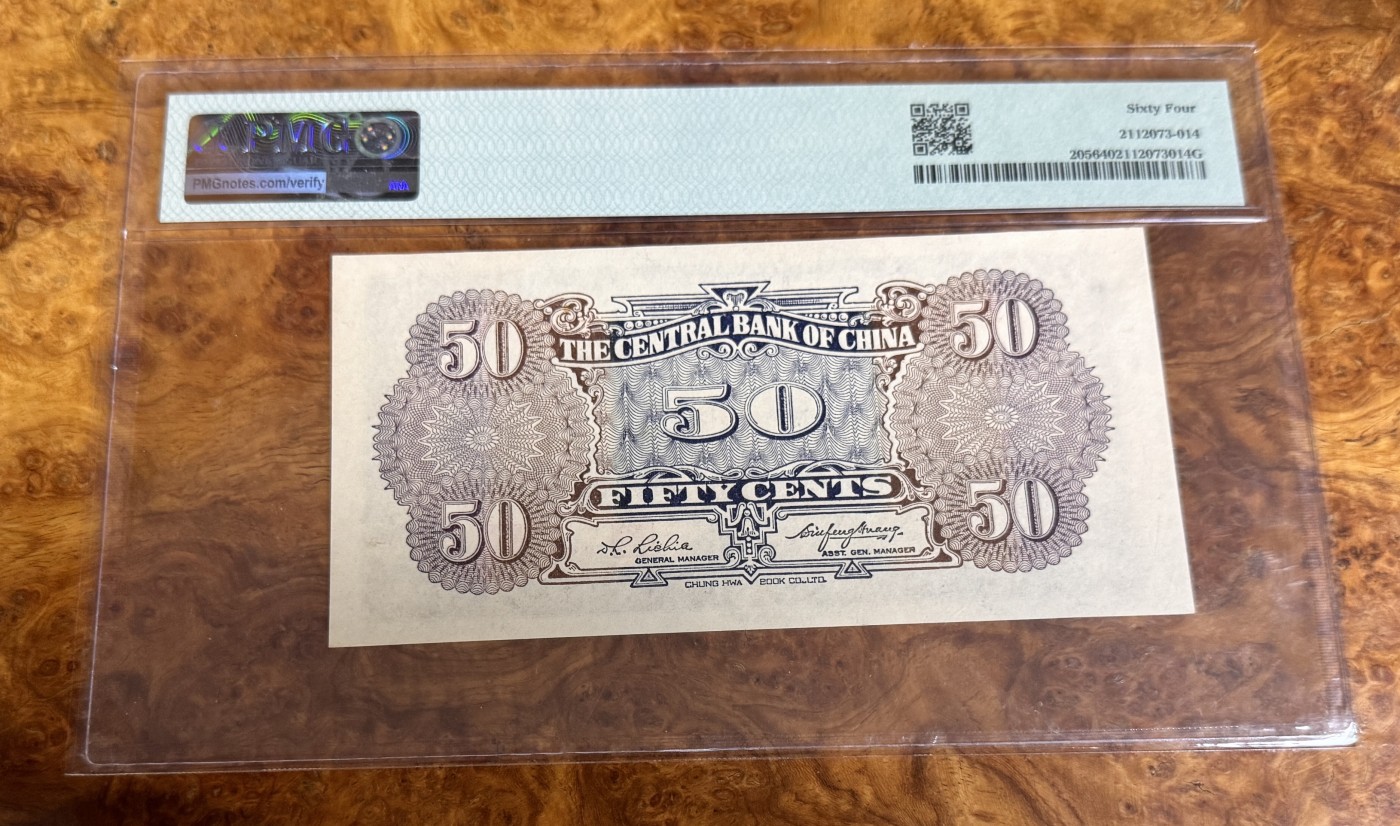 PMG
PMGnotes.com/verify
Sixty Four
2112073-014
2056402112073014G
50
50
THE CENTRAL BANK OF CHINA
50
FIFTY CENTS
50
50
GENERAL MANAGER
ASST. GEN. MANAGER
CHUNG HWA BOOK CO.,LTD.